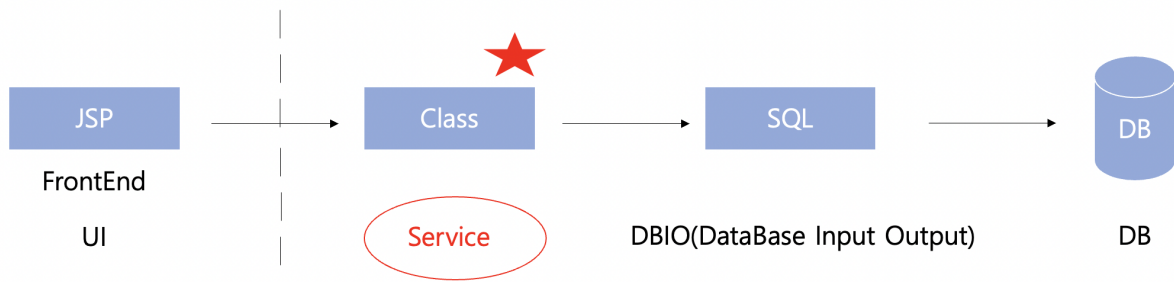 JSP
Class
SQL
DB
FrontEnd
UI
Service
DBIO(DataBase Input Output)
DB